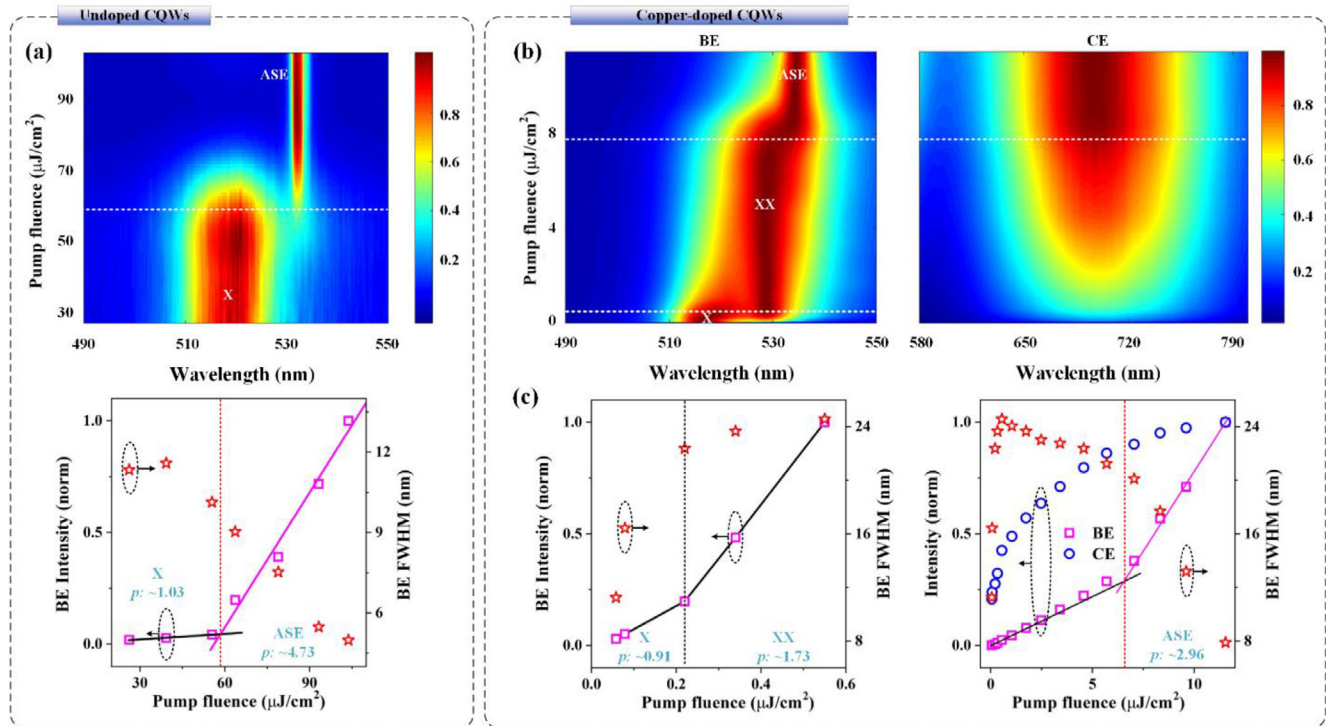 Undoped CQWs
Copper-doped CQWs
(a)
Pump fluence (μJ/cm²)
90
70
50
30
ASE
X
0.8
0.6
0.4
0.2
490
510
530
550
Wavelength (nm)
(b)
BE
CE
Pump fluence (μJ/cm²)
8
4
0
ASE
XX
X
0.8
0.6
0.4
0.2
490
510
530
550
580
650
720
790
Wavelength (nm)
Wavelength (nm)
BE Intensity (norm)
1.0
0.5
0.0
X
p: ~1.03
ASE
p: ~4.73
12
9
6
BE FWHM (nm)
30
60
90
Pump fluence (μJ/cm²)
(c)
BE Intensity (norm)
1.0
0.5
0.0
X
p: ~0.91
XX
p: ~1.73
24
16
8
BE FWHM (nm)
0.0
0.2
0.4
0.6
Pump fluence (μJ/cm²)
Intensity (norm)
1.0
0.5
0.0
BE
CE
ASE
p: ~2.96
24
20
16
12
8
BE FWHM (nm)
0
5
10
Pump fluence (μJ/cm²)